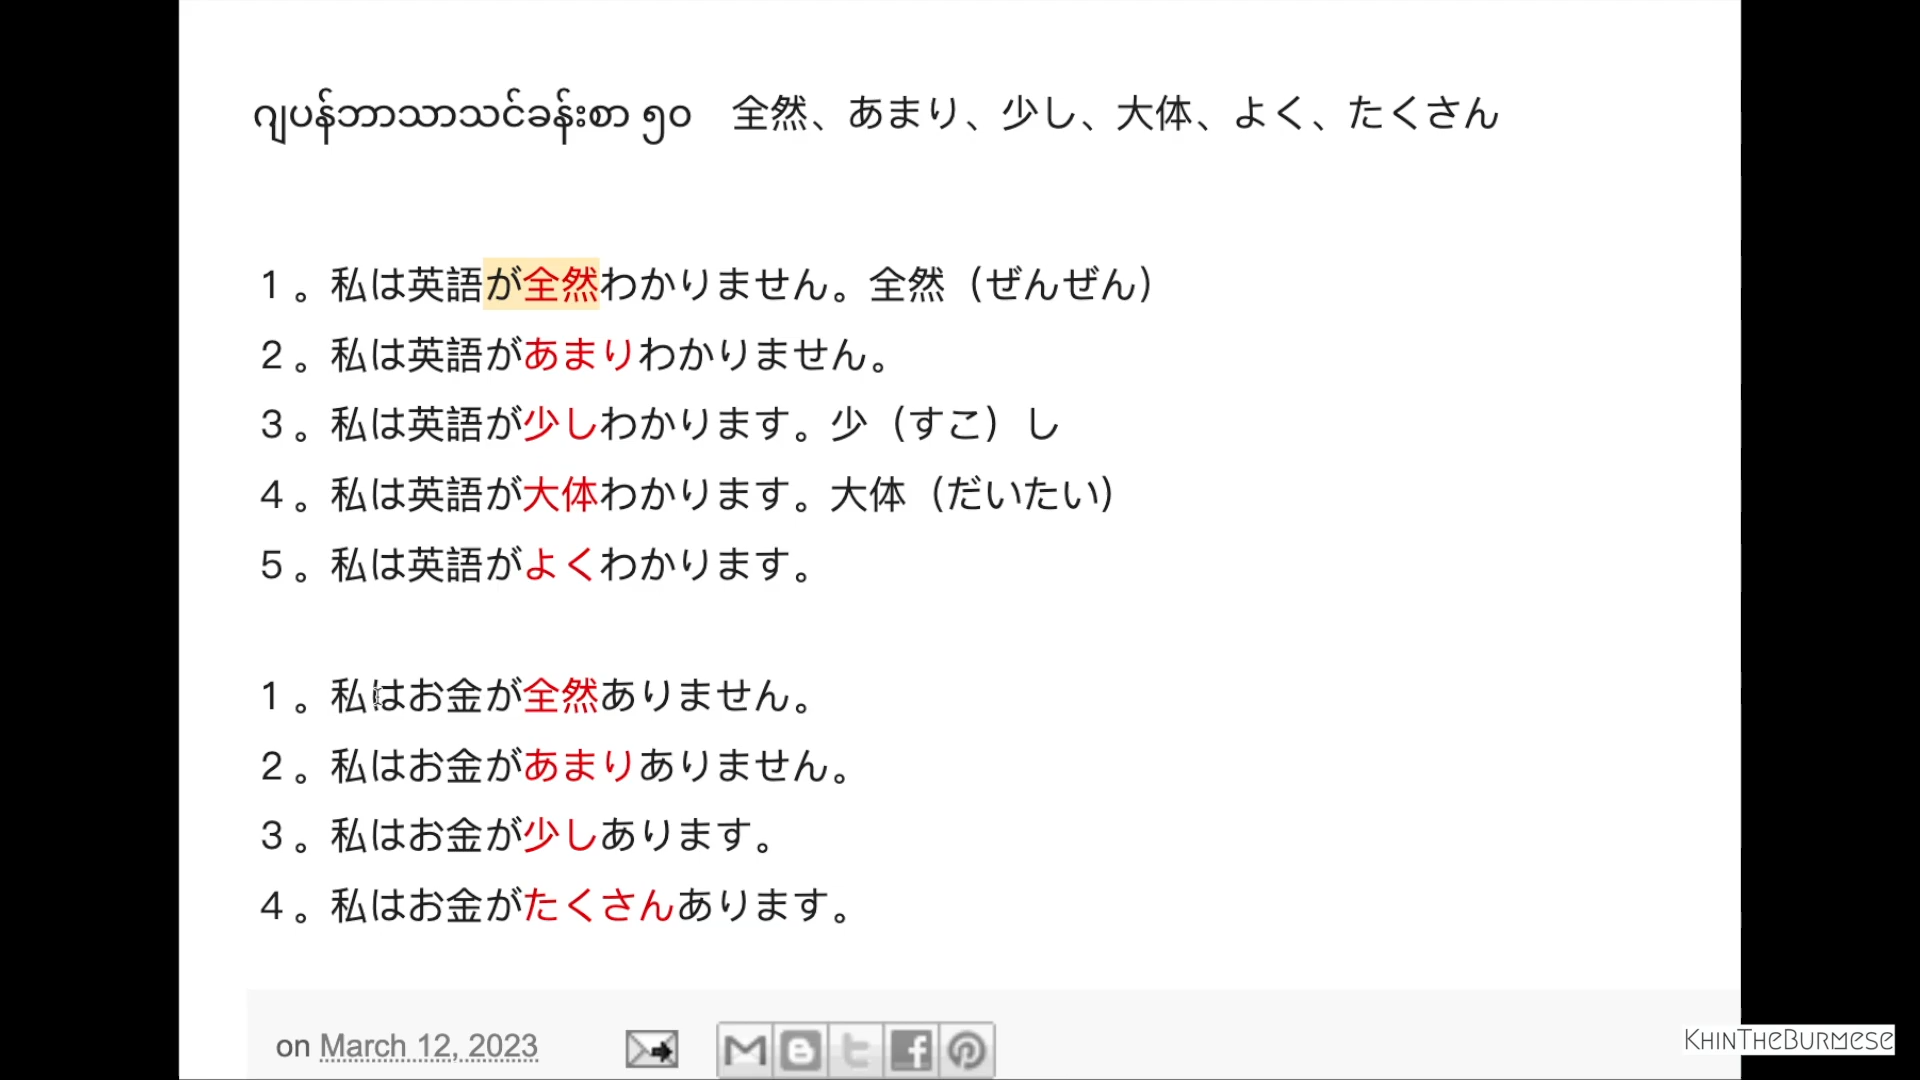 ဂျပန်ဘာသာသင်ခန်းစာ ၅၀　全然、あまり、少し、大体、よく、たくさん
1。私は英語が全然わかりません。全然（ぜんぜん）
2。私は英語があまりわかりません。
3。私は英語が少しわかります。少（すこ）し
4。私は英語が大体わかります。大体（だいたい）
5。私は英語がよくわかります。
1。私はお金が全然ありません。
2。私はお金があまりありません。
3。私はお金が少しあります。
4。私はお金がたくさんあります。
on March 12, 2023
KhinTheBurmese